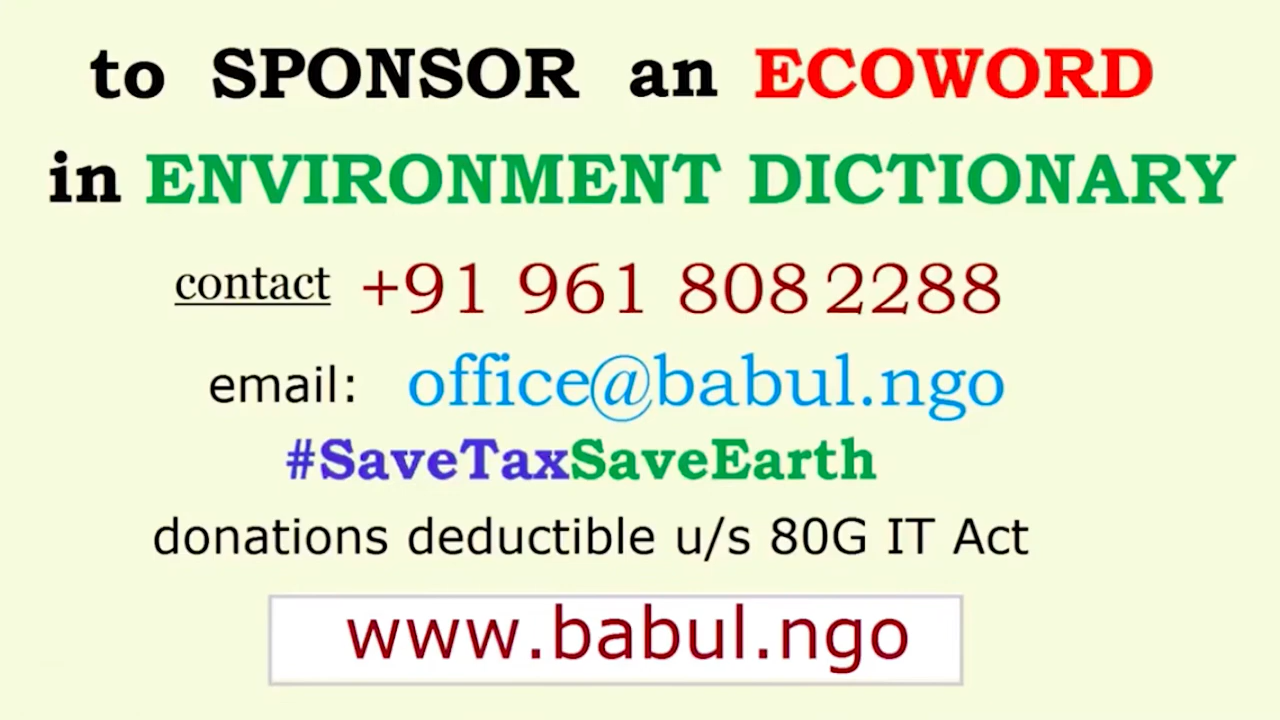 to SPONSOR an ECOWORD
in ENVIRONMENT DICTIONARY
contact +91 961 808 2288
email: office@babul.ngo
#SaveTaxSaveEarth
donations deductible u/s 80G IT Act
www.babul.ngo